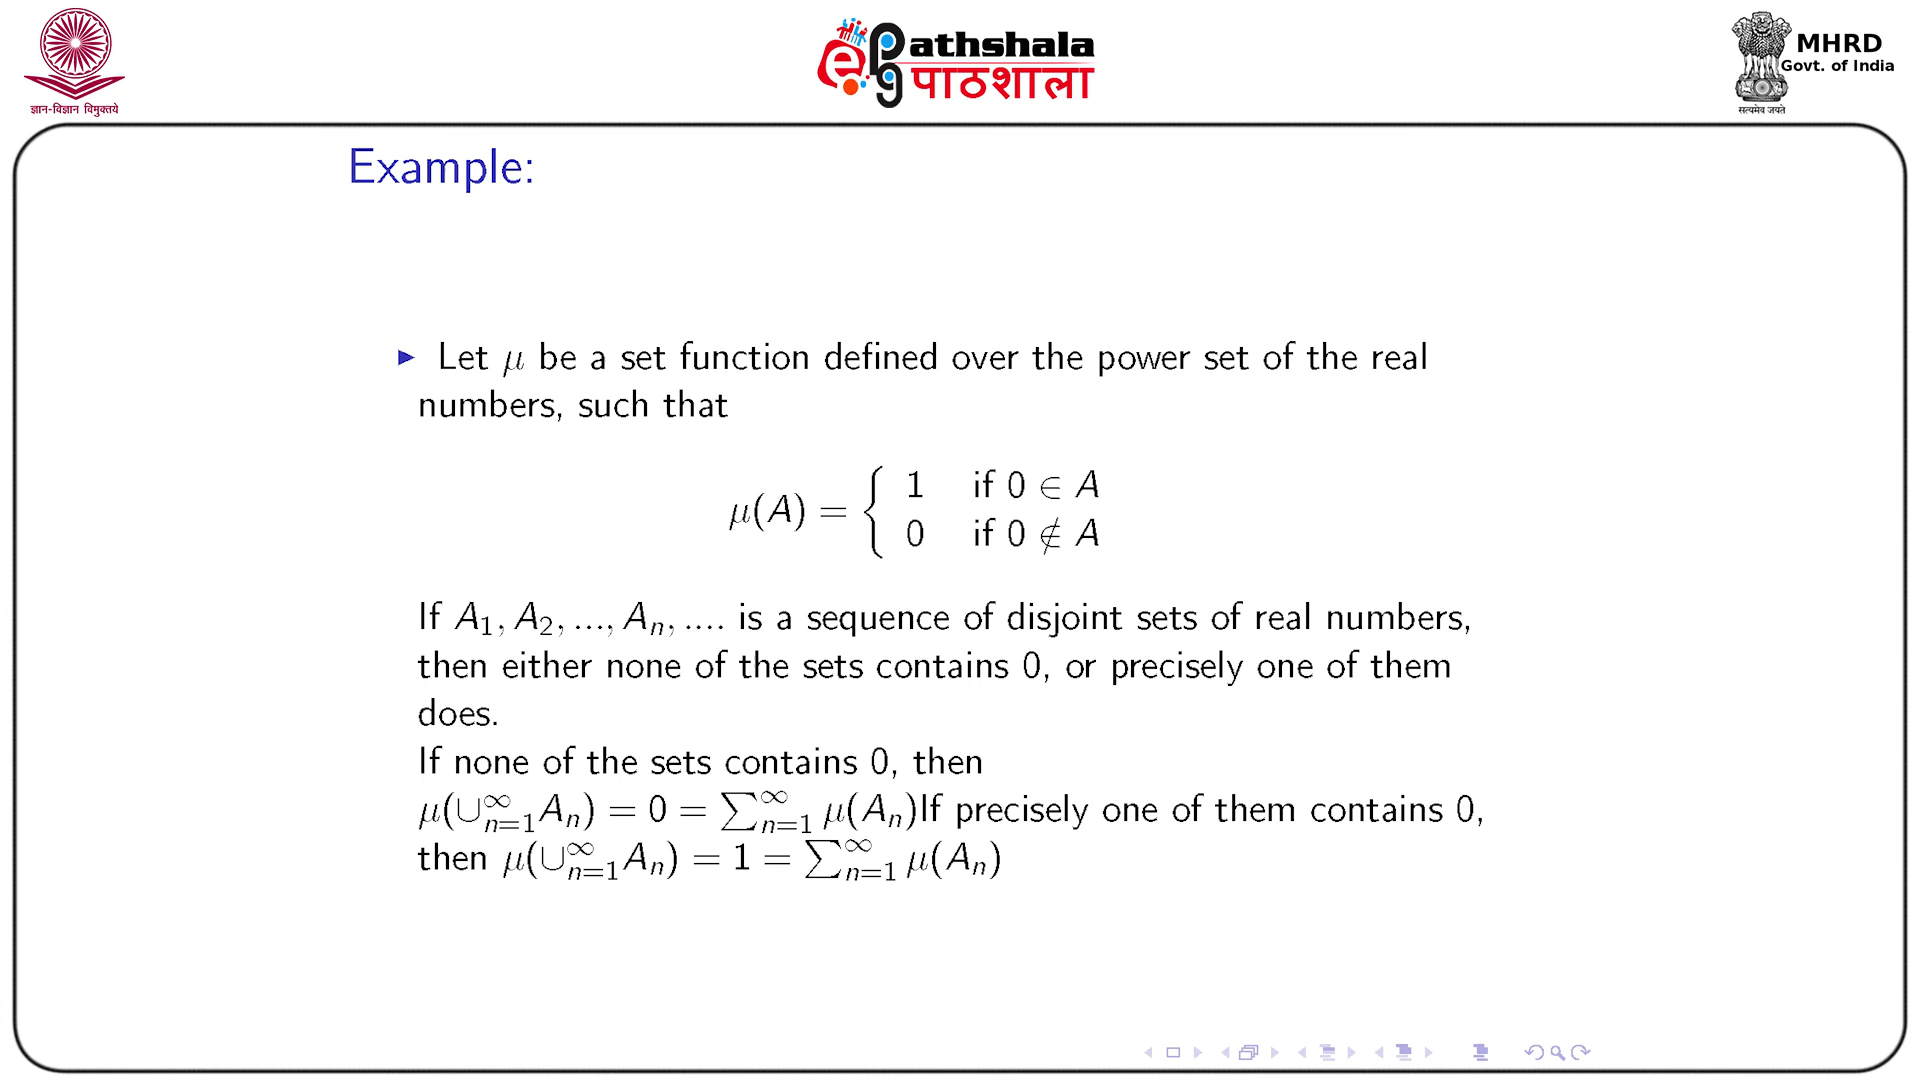 ज्ञान-विज्ञान विमुक्तये
e PG Pathshala
पाठशाला
MHRD
Govt. of India
सत्यमेव जयते
Example:
Let μ be a set function defined over the power set of the real
numbers, such that
μ(A) = { 1 if 0 ∈ A
0 if 0 ∉ A
If A₁, A₂, ..., Aₙ, .... is a sequence of disjoint sets of real numbers,
then either none of the sets contains 0, or precisely one of them
does.
If none of the sets contains 0, then
μ(∪_{n=1}^∞ Aₙ) = 0 = ∑_{n=1}^∞ μ(Aₙ)If precisely one of them contains 0,
then μ(∪_{n=1}^∞ Aₙ) = 1 = ∑_{n=1}^∞ μ(Aₙ)